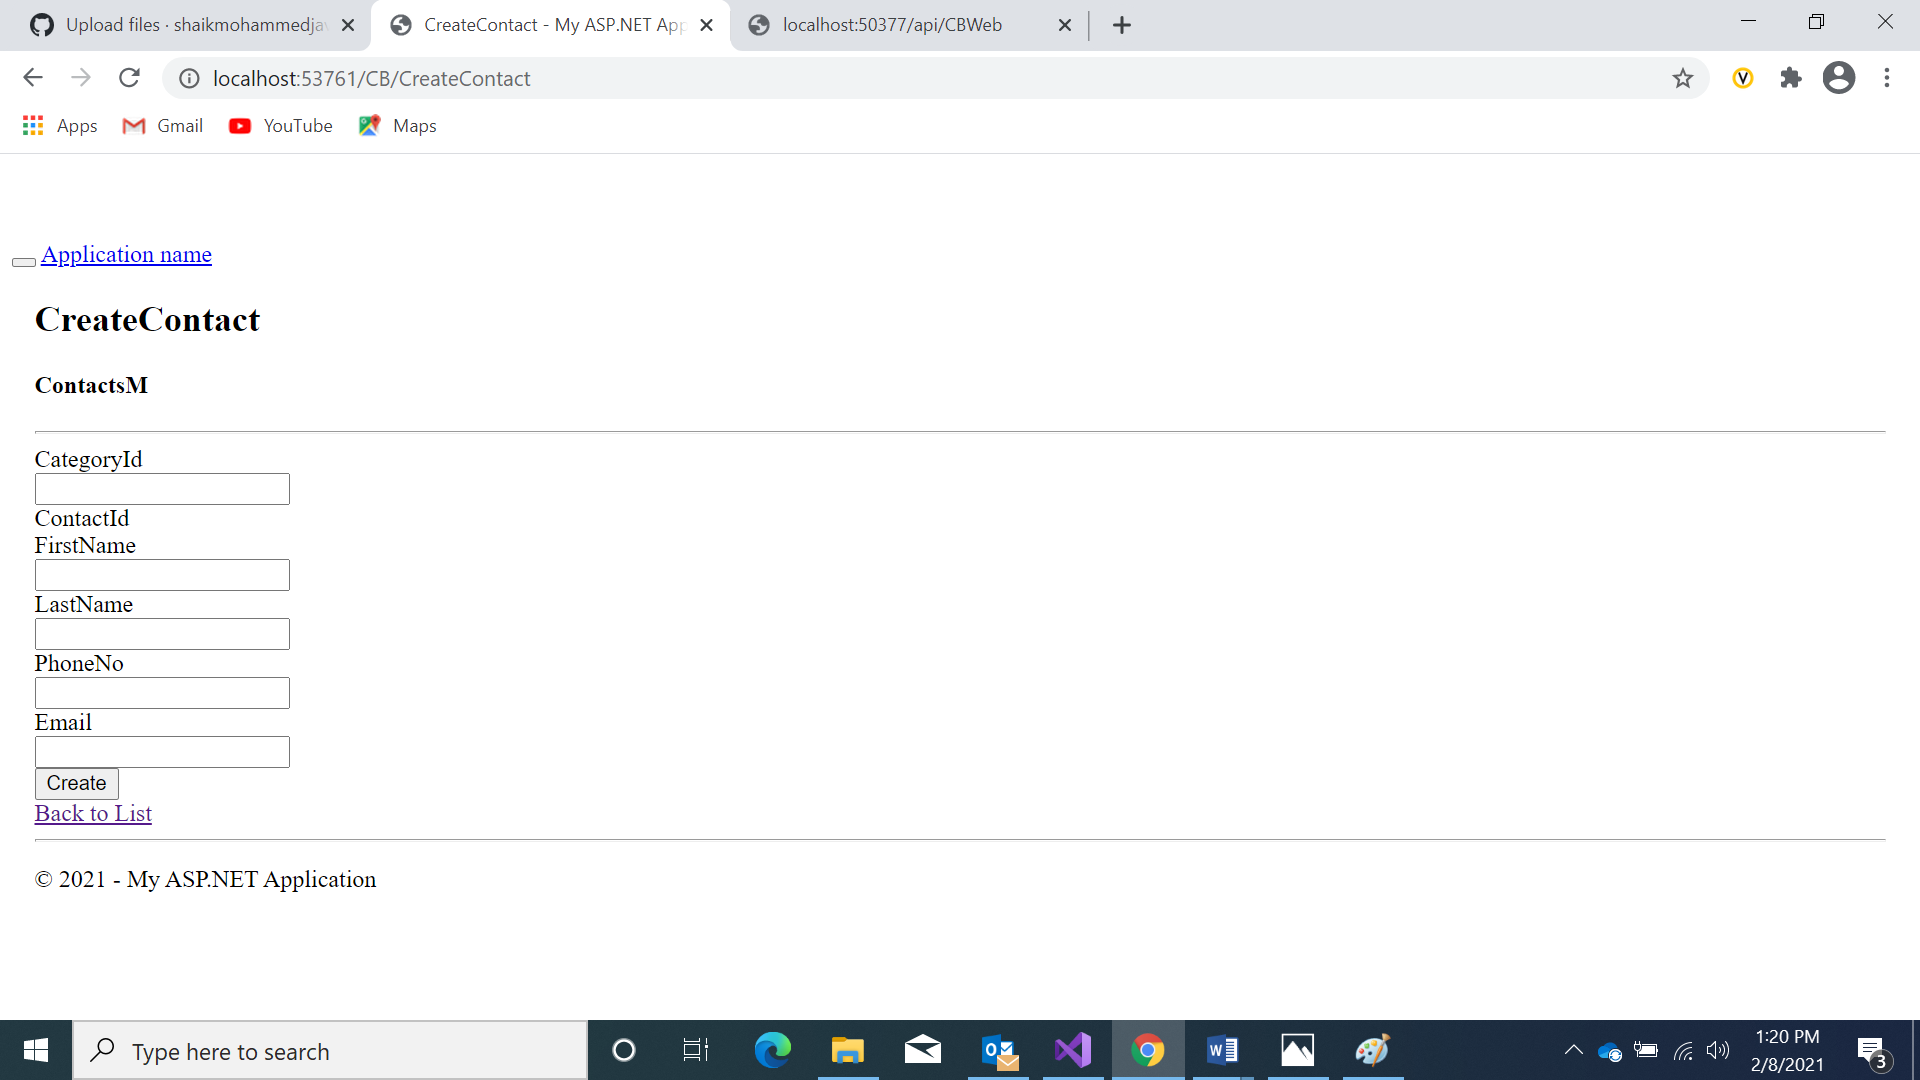 Upload files · shaikmohammedja
CreateContact - My ASP.NET App
localhost:50377/api/CBWeb
localhost:53761/CB/CreateContact
Apps
Gmail
YouTube
Maps
Application name
CreateContact
ContactsM
CategoryId
ContactId
FirstName
LastName
PhoneNo
Email
Create
Back to List
© 2021 - My ASP.NET Application
Type here to search
1:20 PM
2/8/2021
3